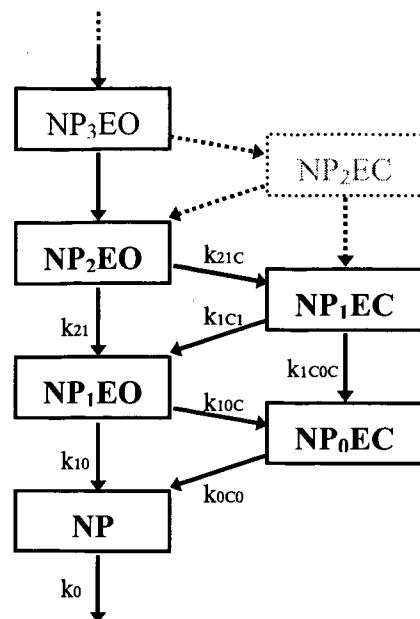 NP₃EO
NP₂EC
NP₂EO
k₂₁C
k₂₁
k₁C₁
NP₁EC
NP₁EO
k₁C₀C
k₁₀C
k₁₀
NP₀EC
NP
k₀C₀
k₀